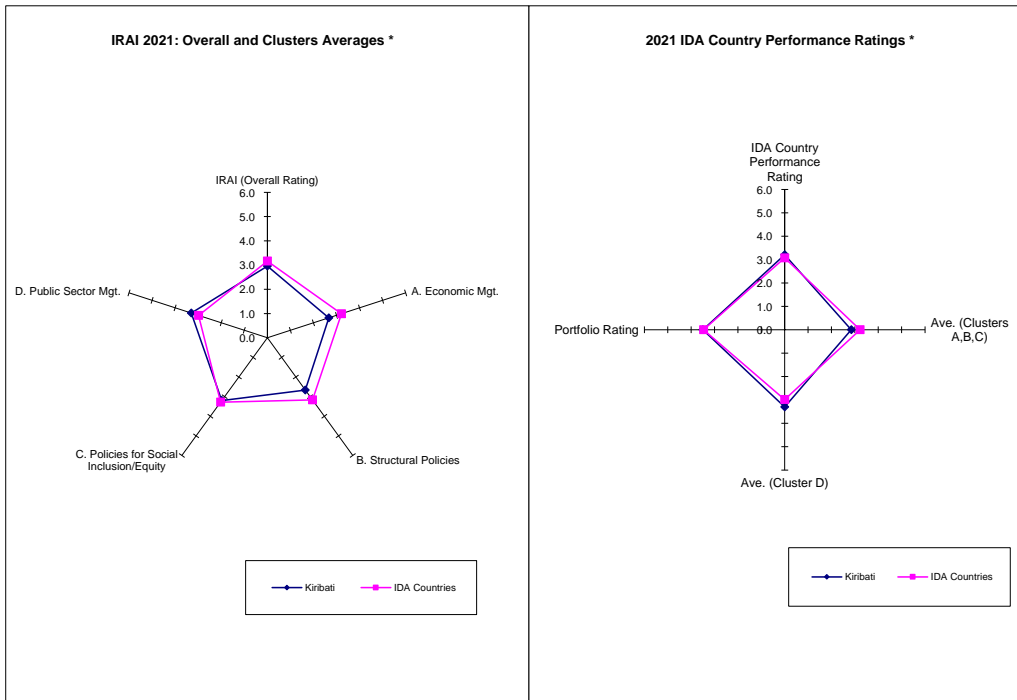 IRAI 2021: Overall and Clusters Averages *
IRAI (Overall Rating)
6.0
5.0
4.0
3.0
2.0
1.0
0.0
A. Economic Mgt.
B. Structural Policies
C. Policies for Social
Inclusion/Equity
D. Public Sector Mgt.
Kiribati
IDA Countries
2021 IDA Country Performance Ratings *
IDA Country
Performance
Rating
6.0
5.0
4.0
3.0
2.0
1.0
0.0
Ave. (Clusters
A,B,C)
Ave. (Cluster D)
Portfolio Rating
Kiribati
IDA Countries